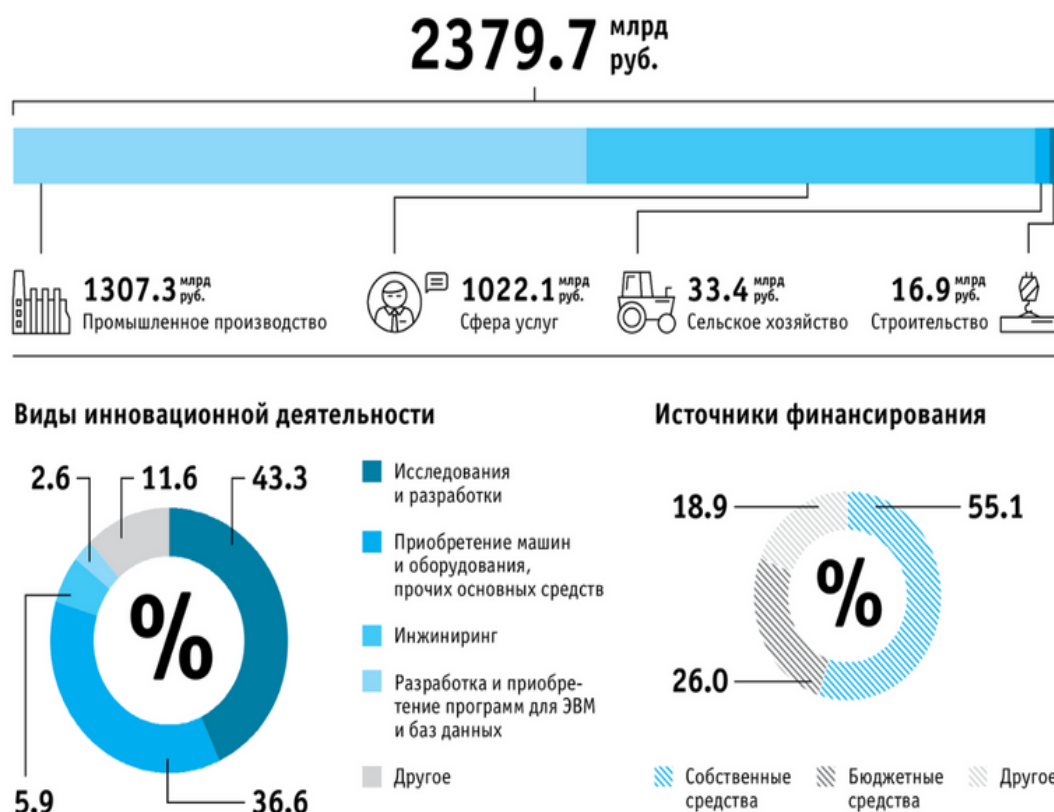 2379.7 млрд
руб.
1307.3 млрд
руб.
Промышленное производство
1022.1 млрд
руб.
Сфера услуг
33.4 млрд
руб.
Сельское хозяйство
16.9 млрд
руб.
Строительство
Виды инновационной деятельности
2.6
11.6
43.3
%
5.9
36.6
Исследования
и разработки
Приобретение машин
и оборудования,
прочих основных средств
Инжиниринг
Разработка и приобре-
тение программ для ЭВМ
и баз данных
Другое
Источники финансирования
18.9
55.1
%
26.0
Собственные
средства
Бюджетные
средства
Другое